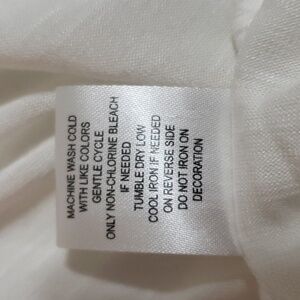 MACHINE WASH COLD
WITH LIKE COLORS
GENTLE CYCLE
ONLY NON-CHLORINE BLEACH
IF NEEDED
TUMBLE DRY LOW
COOL IRON IF NEEDED
ON REVERSE SIDE
DO NOT IRON ON
DECORATION